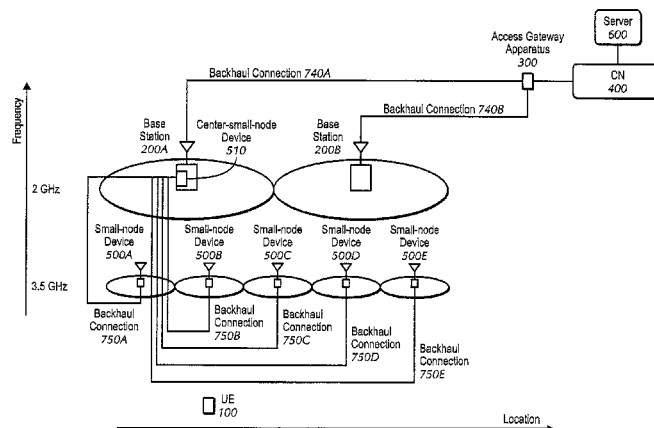 Server
600
Access Gateway
Apparatus
300
CN
400
Backhaul Connection 740A
Backhaul Connection 740B
Frequency
Base
Station
200A
Center-small-node
Device
510
Base
Station
200B
2 GHz
Small-node
Device
500A
Small-node
Device
500B
Small-node
Device
500C
Small-node
Device
500D
Small-node
Device
500E
3.5 GHz
Backhaul
Connection
750A
Backhaul
Connection
750B
Backhaul
Connection
750C
Backhaul
Connection
750D
Backhaul
Connection
750E
UE
100
Location